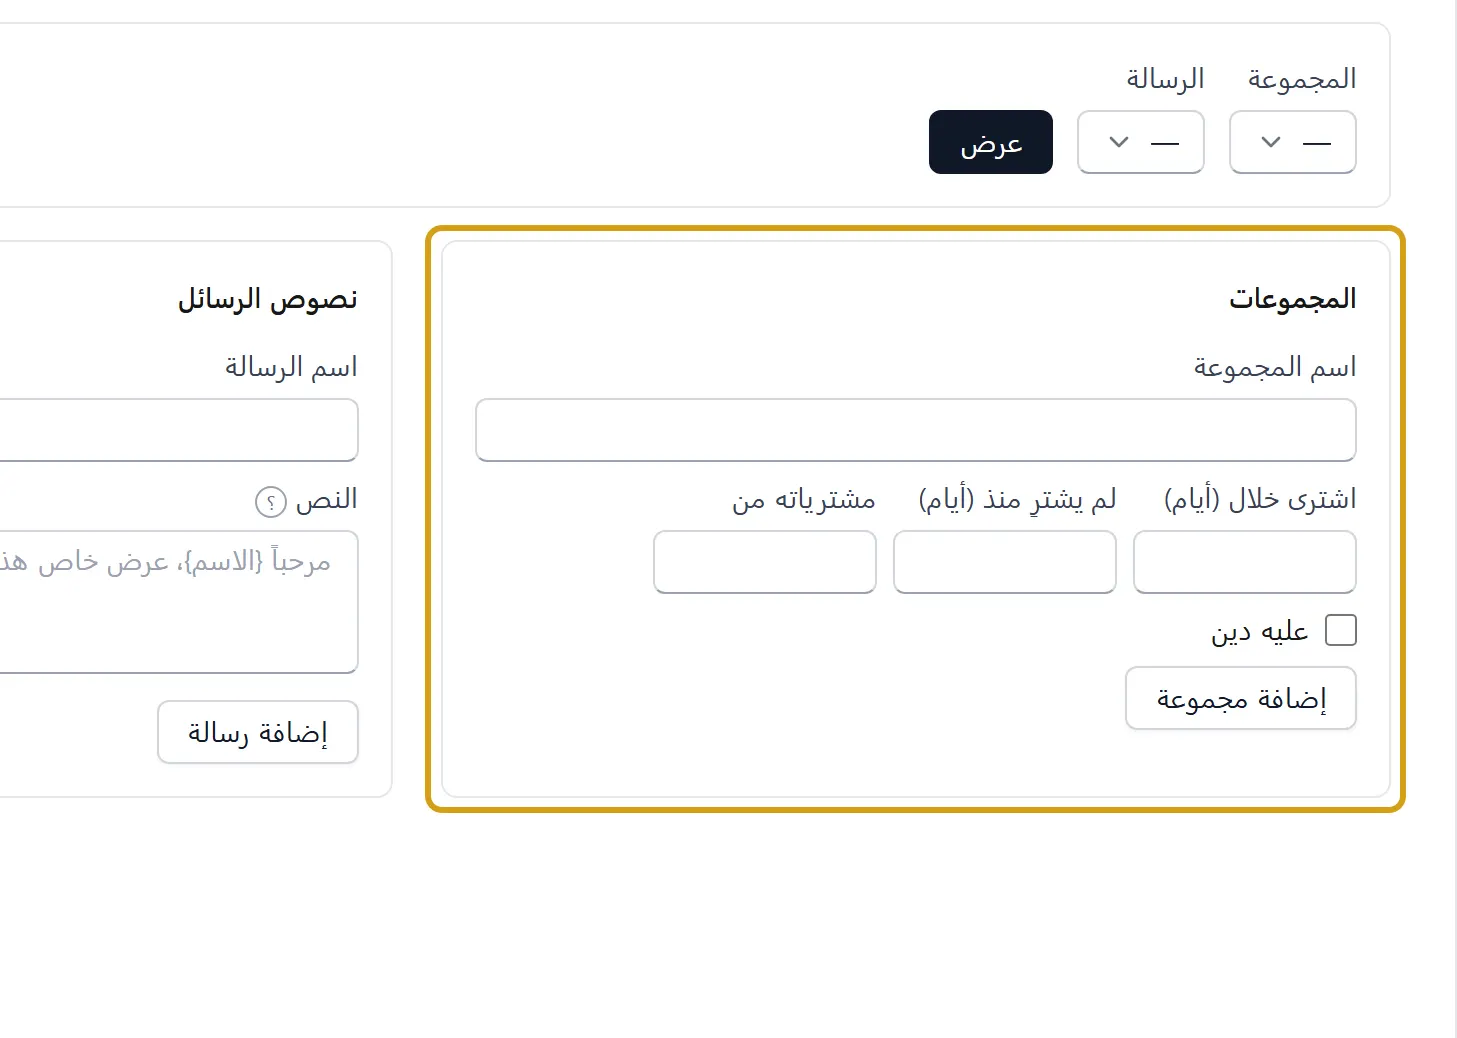 المجموعة
الرسالة
—
—
عرض
المجموعات
اسم المجموعة
اشترى خلال (أيام)
لم يشترِ منذ (أيام)
مشترياته من
عليه دين
إضافة مجموعة
نصوص الرسائل
اسم الرسالة
النص ؟
مرحباً {الاسم}، عرض خاص هذ
إضافة رسالة